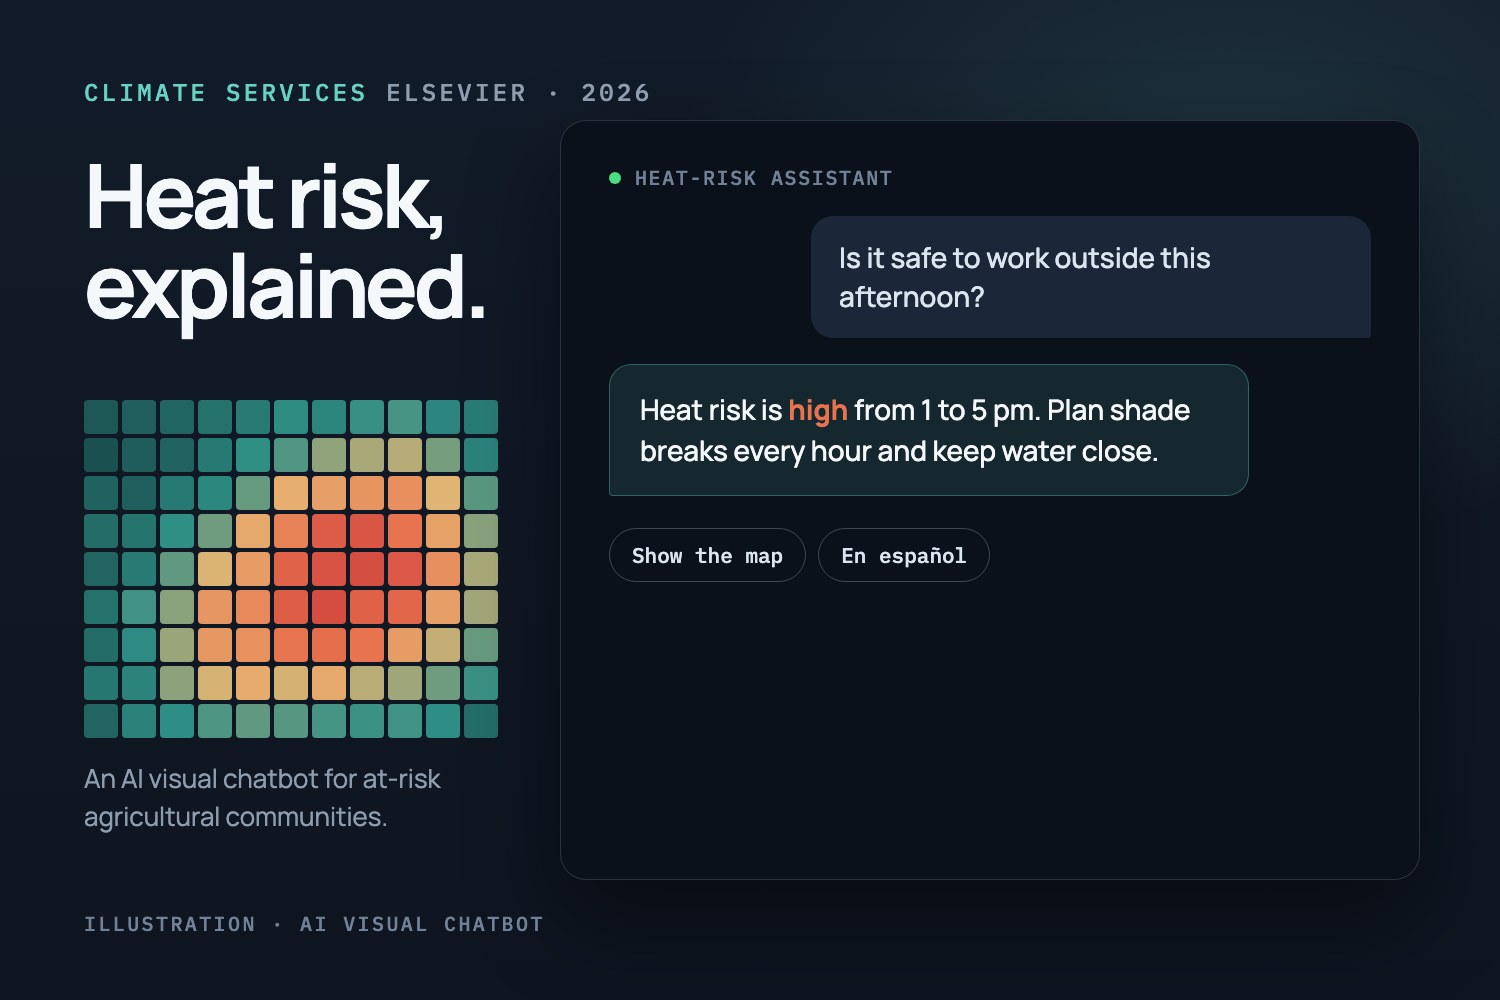 CLIMATE SERVICES ELSEVIER · 2026
Heat risk,
explained.
An AI visual chatbot for at-risk
agricultural communities.
ILLUSTRATION · AI VISUAL CHATBOT
HEAT-RISK ASSISTANT
Is it safe to work outside this
afternoon?
Heat risk is high from 1 to 5 pm. Plan shade
breaks every hour and keep water close.
Show the map
En español